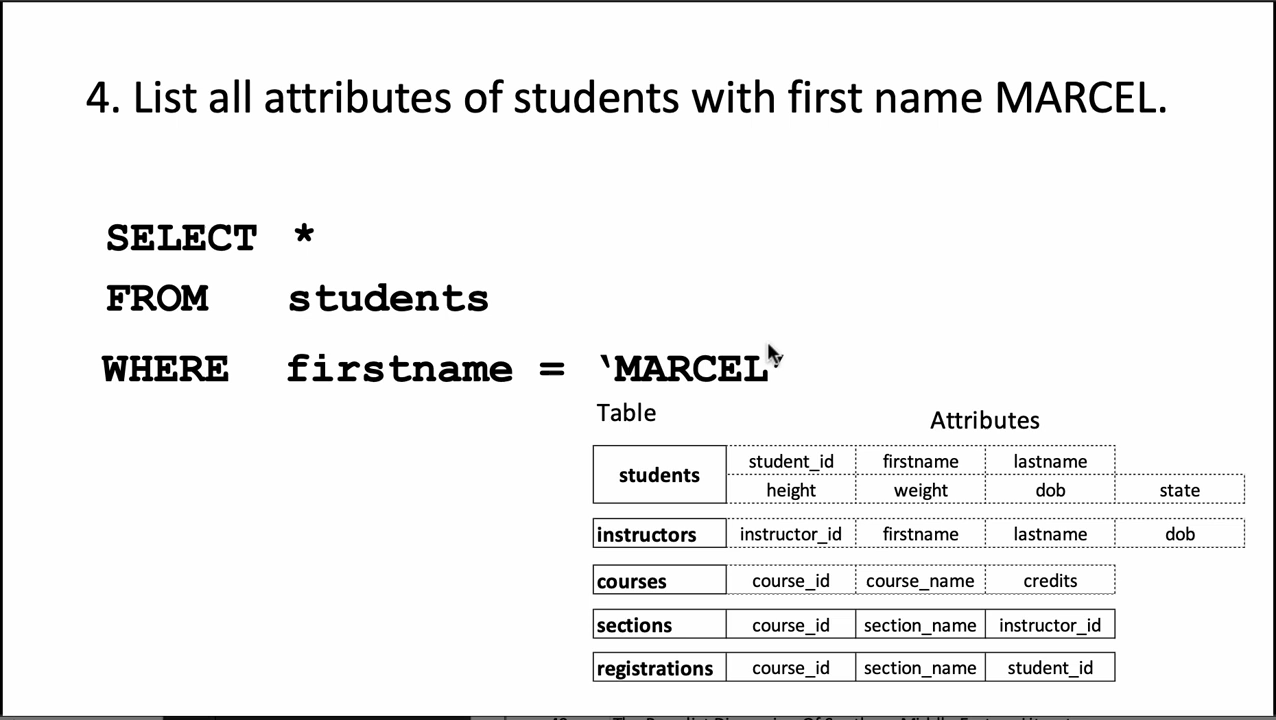 4. List all attributes of students with first name MARCEL.
SELECT *
FROM students
WHERE firstname = ‘MARCEL’
Table Attributes
students student_id firstname lastname
height weight dob state
instructors instructor_id firstname lastname dob
courses course_id course_name credits
sections course_id section_name instructor_id
registrations course_id section_name student_id